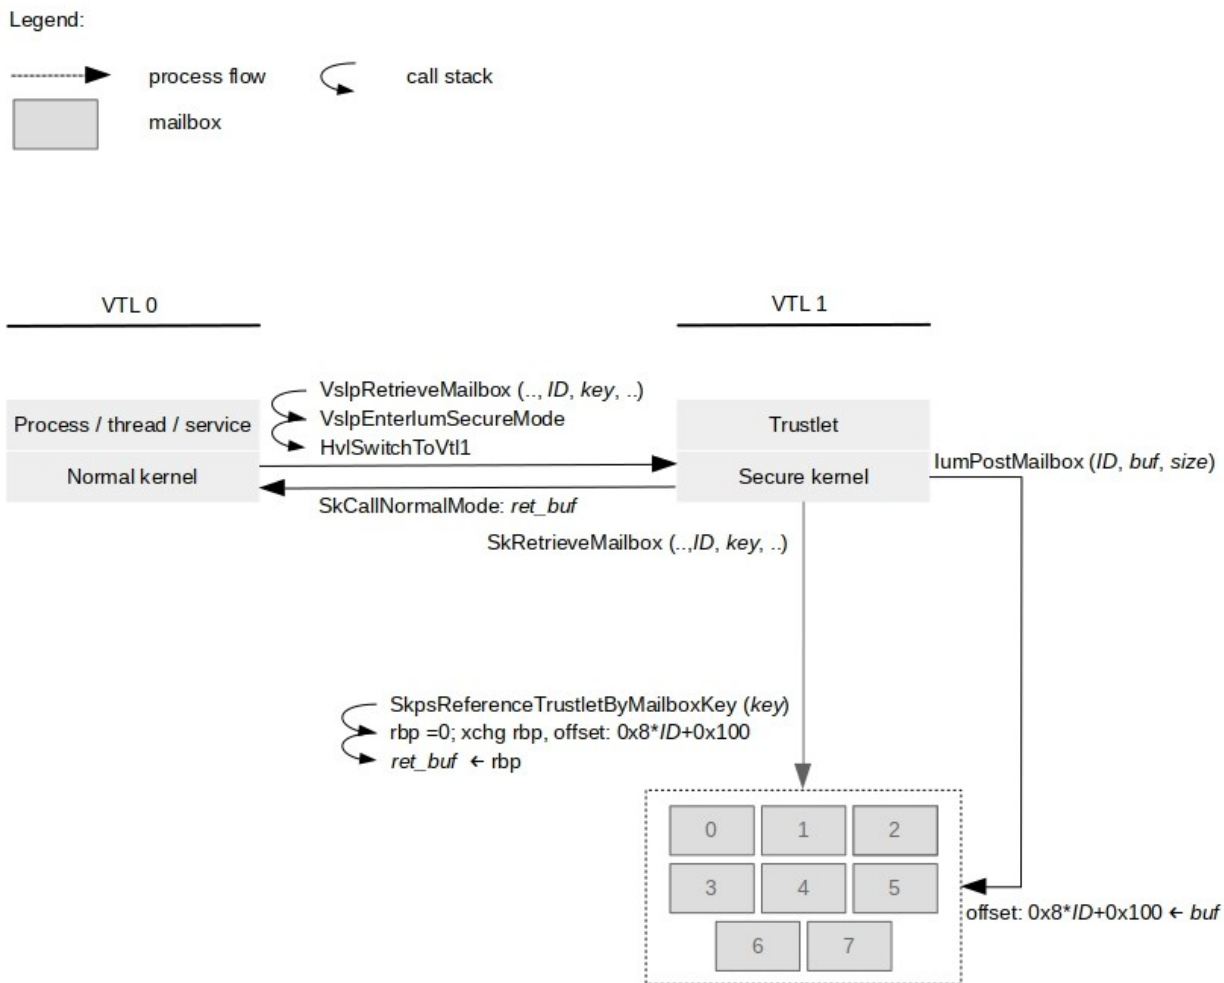 Legend:
process flow
call stack
mailbox
VTL 0
VTL 1
VslpRetrieveMailbox (.., ID, key, ..)
VslpEnterIumSecureMode
HvlSwitchToVtl1
Process / thread / service
Normal kernel
Trustlet
Secure kernel
IumPostMailbox (ID, buf, size)
SkCallNormalMode: ret_buf
SkRetrieveMailbox (..,ID, key, ..)
SkpsReferenceTrustletByMailboxKey (key)
rbp =0; xchg rbp, offset: 0x8*ID+0x100
ret_buf ← rbp
0 1 2
3 4 5
6 7
offset: 0x8*ID+0x100 ← buf